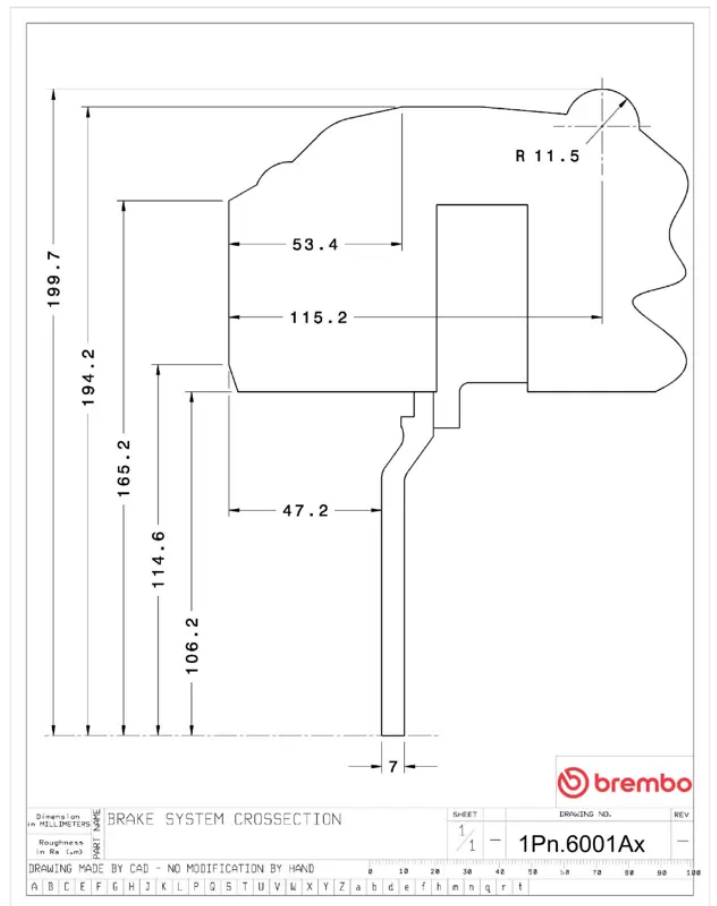 R 11.5
53.4
115.2
199.7
194.2
165.2
47.2
114.6
106.2
7
brembo
Dimension
in MILLIMETERS
Roughness
in Ra (µm)
PART NAME
BRAKE SYSTEM CROSSECTION
SHEET
1/1
—
DRAWING NO.
1Pn.6001Ax
REV
—
DRAWING MADE BY CAD - NO MODIFICATION BY HAND
0 10 20 30 40 50 60 70 80 90 100
A B C E F G H J K L P Q S T U V W X Y Z a b d e f h m n q r t